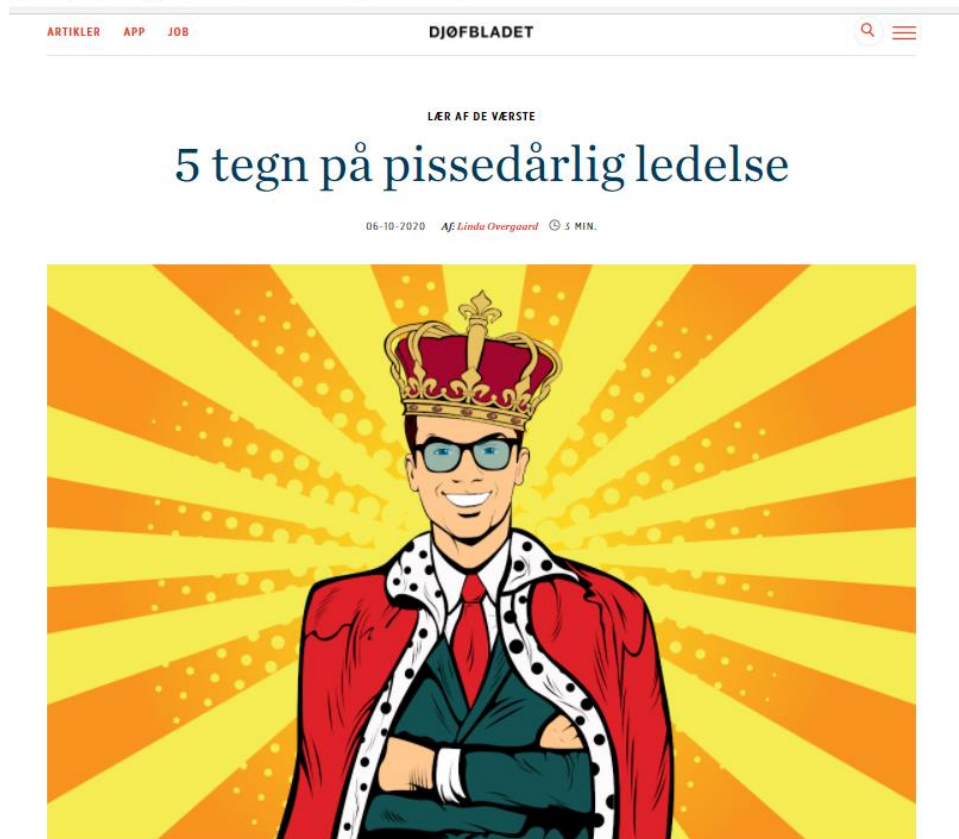 ARTIKLER APP JOB DJØFBLADET
LÆR AF DE VÆRSTE
5 tegn på pissedårlig ledelse
06-10-2020 Af: Linda Overgaard 3 MIN.